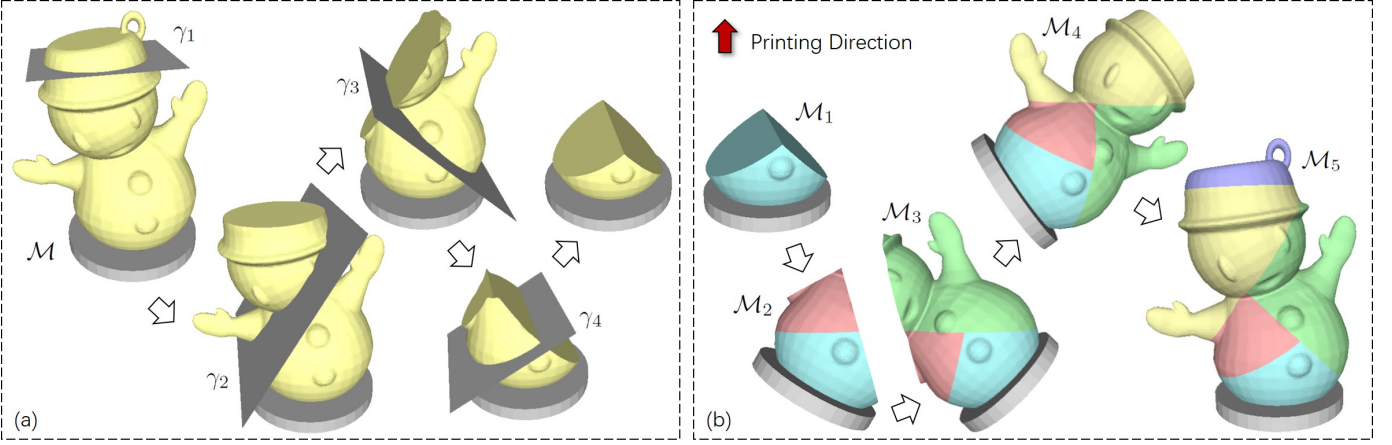 γ₁
γ₃
ℳ
γ₂
γ₄
(a)
Printing Direction
ℳ₄
ℳ₁
ℳ₅
ℳ₃
ℳ₂
(b)